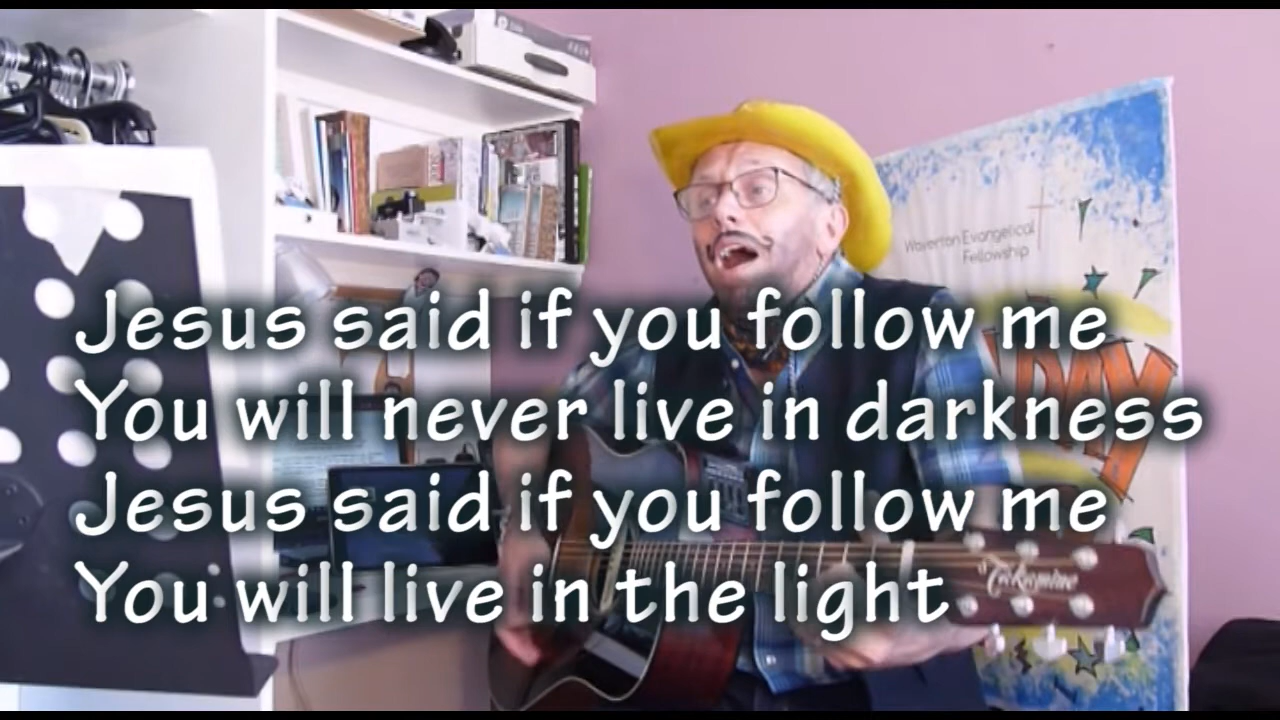 Waverton Evangelical
Fellowship
Jesus said if you follow me
You will never live in darkness
Jesus said if you follow me
You will live in the light
Takamine